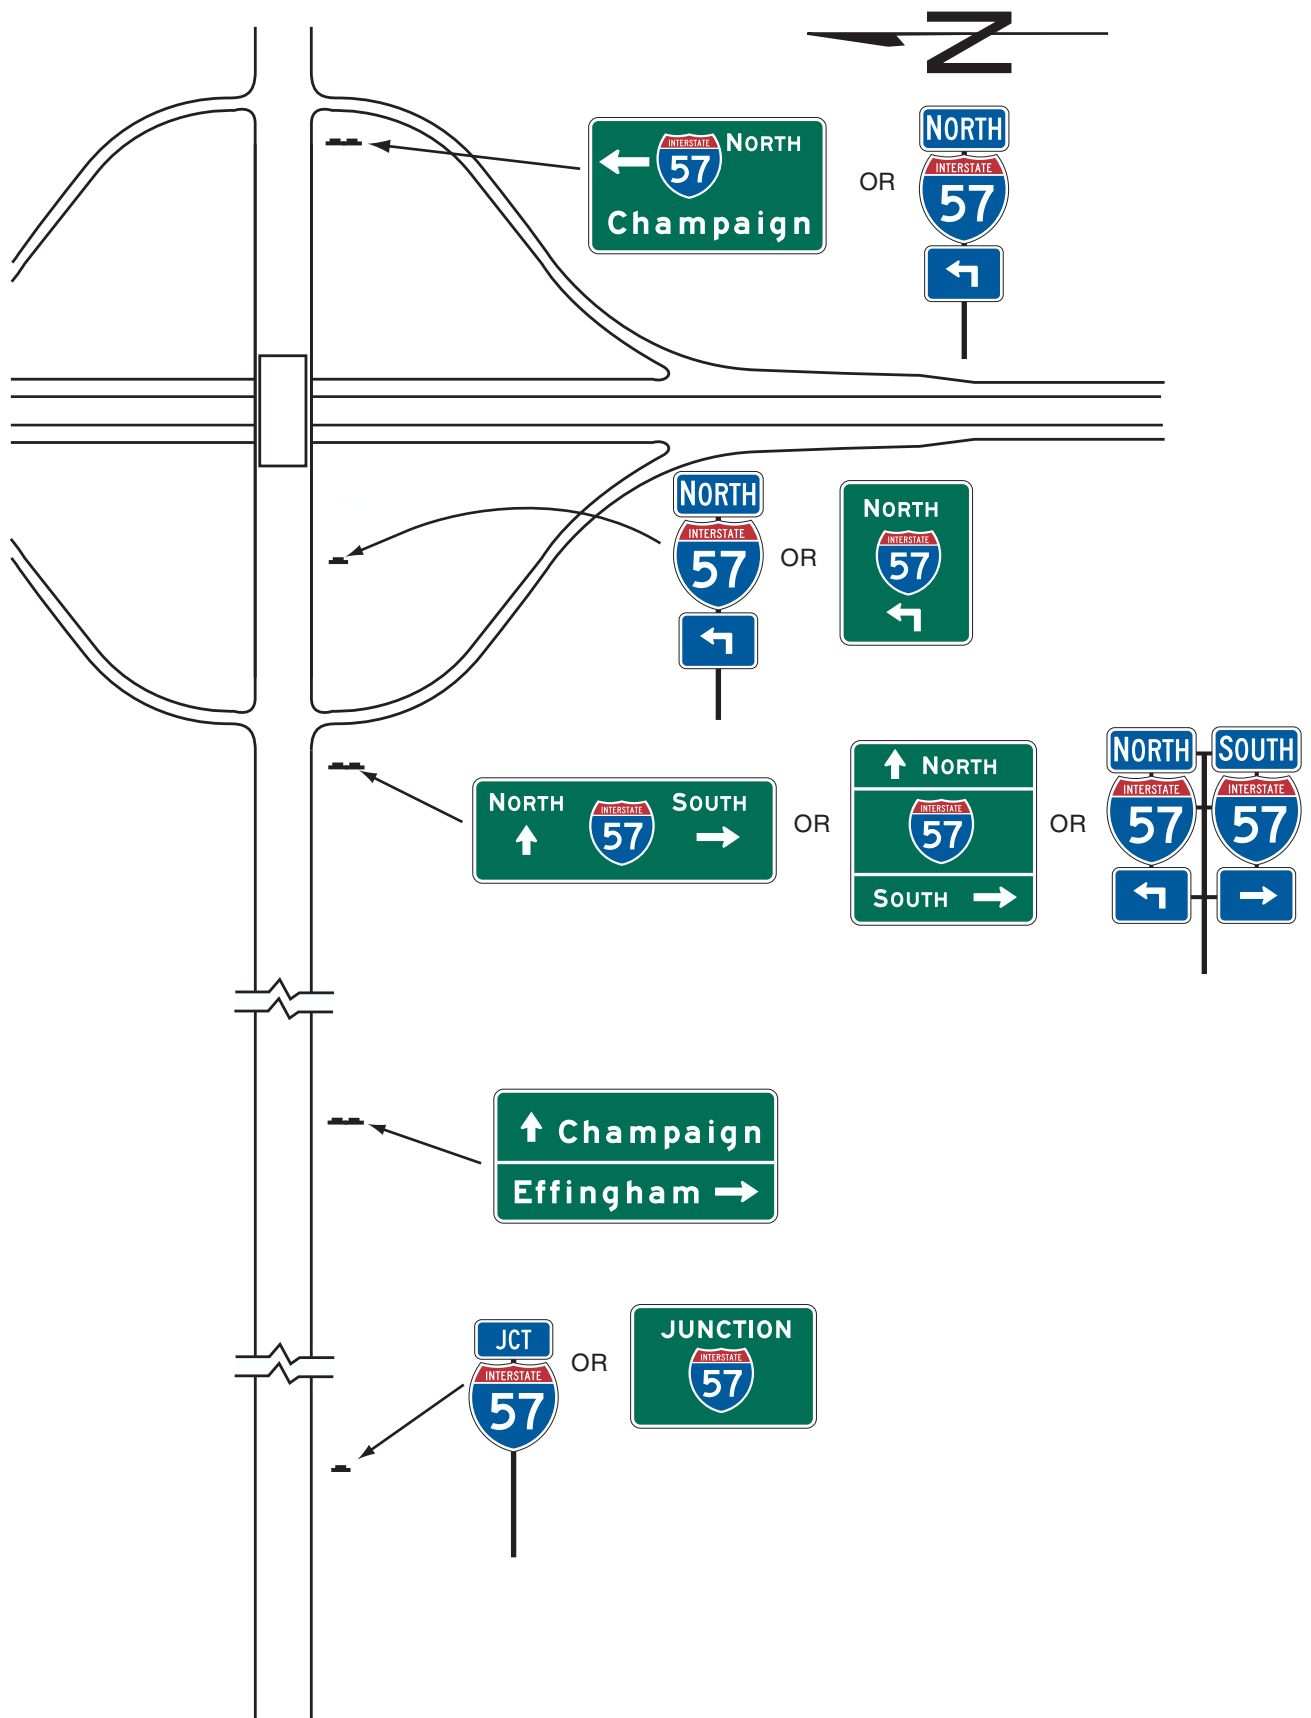 N
INTERSTATE
57 NORTH
Champaign
OR
NORTH
INTERSTATE
57
NORTH
INTERSTATE
57
OR
NORTH
INTERSTATE
57
NORTH
INTERSTATE
57
SOUTH
OR
NORTH
INTERSTATE
57
SOUTH
OR
NORTH
INTERSTATE
57
SOUTH
INTERSTATE
57
Champaign
Effingham
JCT
INTERSTATE
57
OR
JUNCTION
INTERSTATE
57